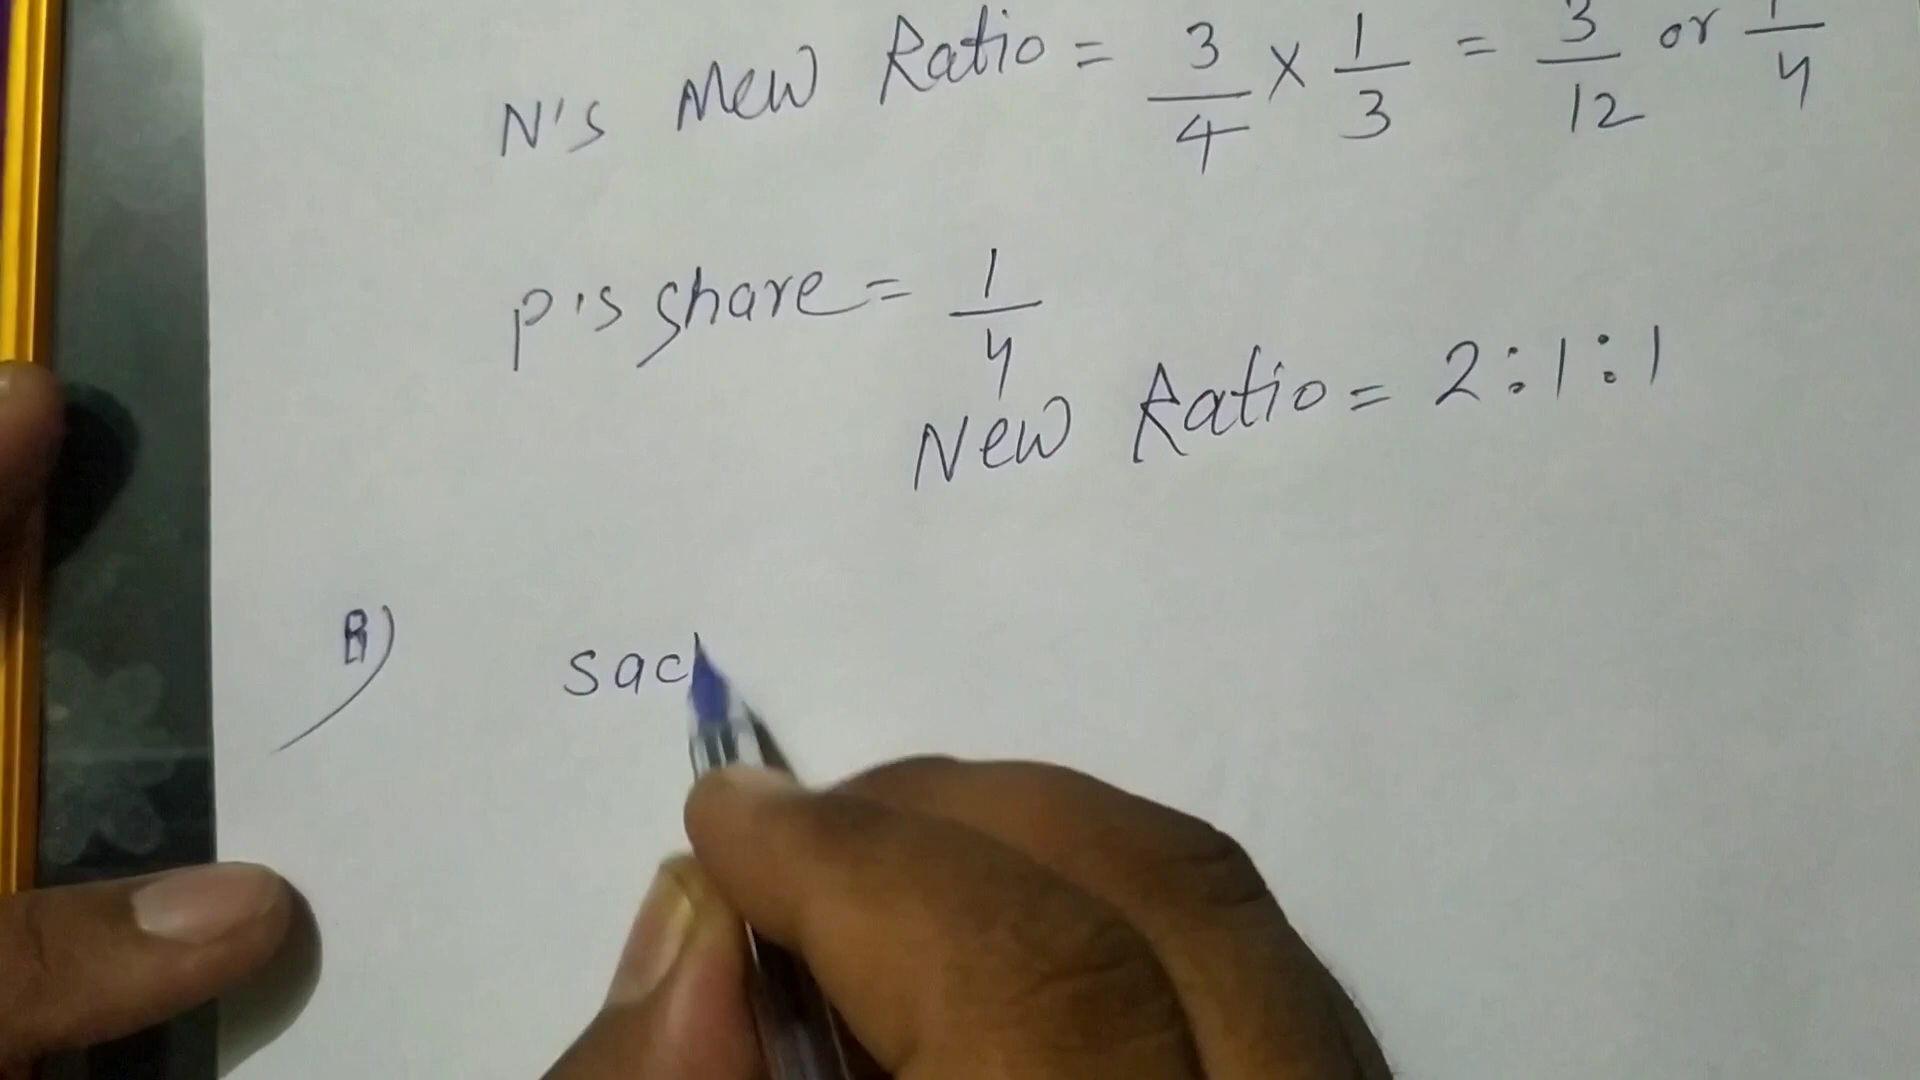 N's New Ratio = 3/4 × 1/3 = 3/12 or 1/4
P's share = 1/4
New Ratio = 2:1:1
B) sac